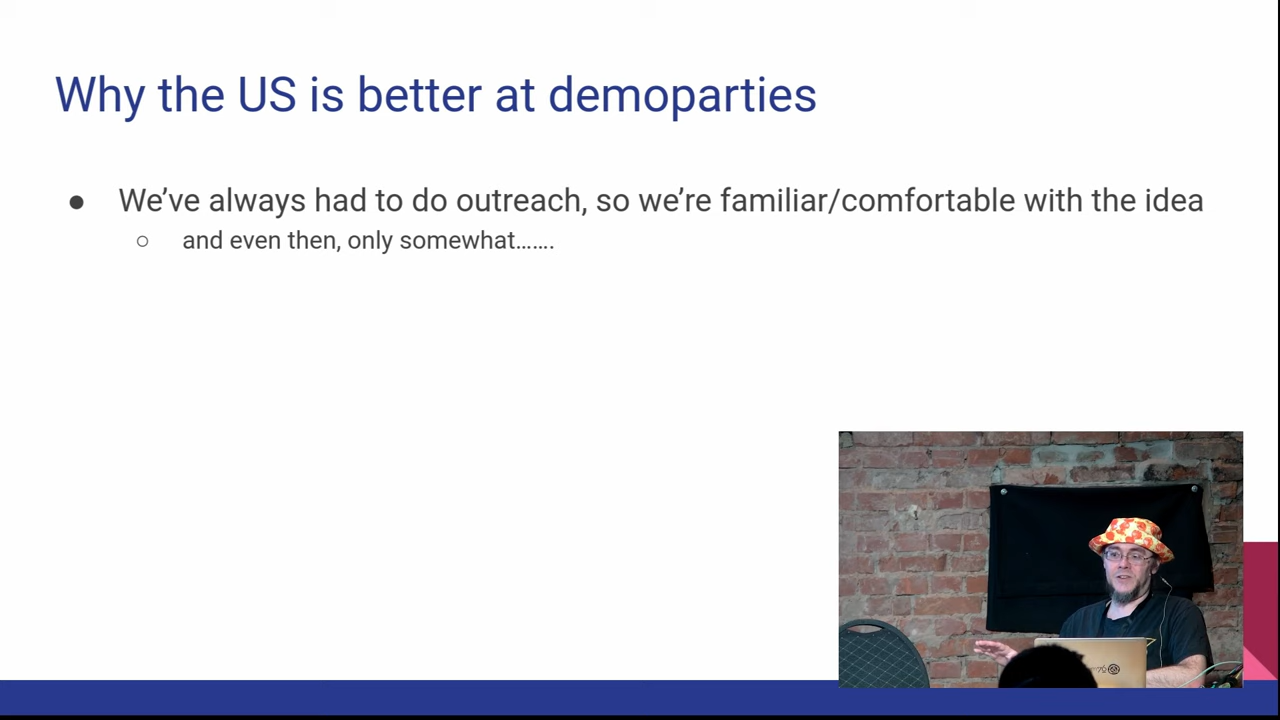 Why the US is better at demoparties
We’ve always had to do outreach, so we’re familiar/comfortable with the idea
and even then, only somewhat…….